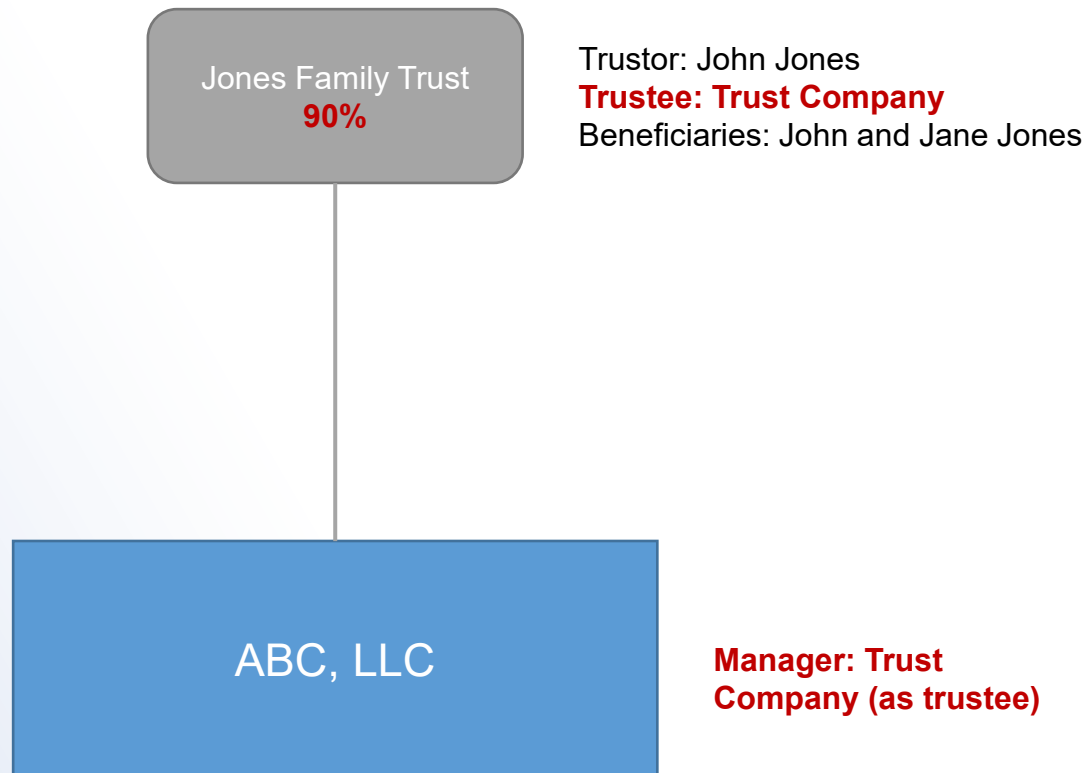 Jones Family Trust
90%
Trustor: John Jones
Trustee: Trust Company
Beneficiaries: John and Jane Jones
ABC, LLC
Manager: Trust
Company (as trustee)